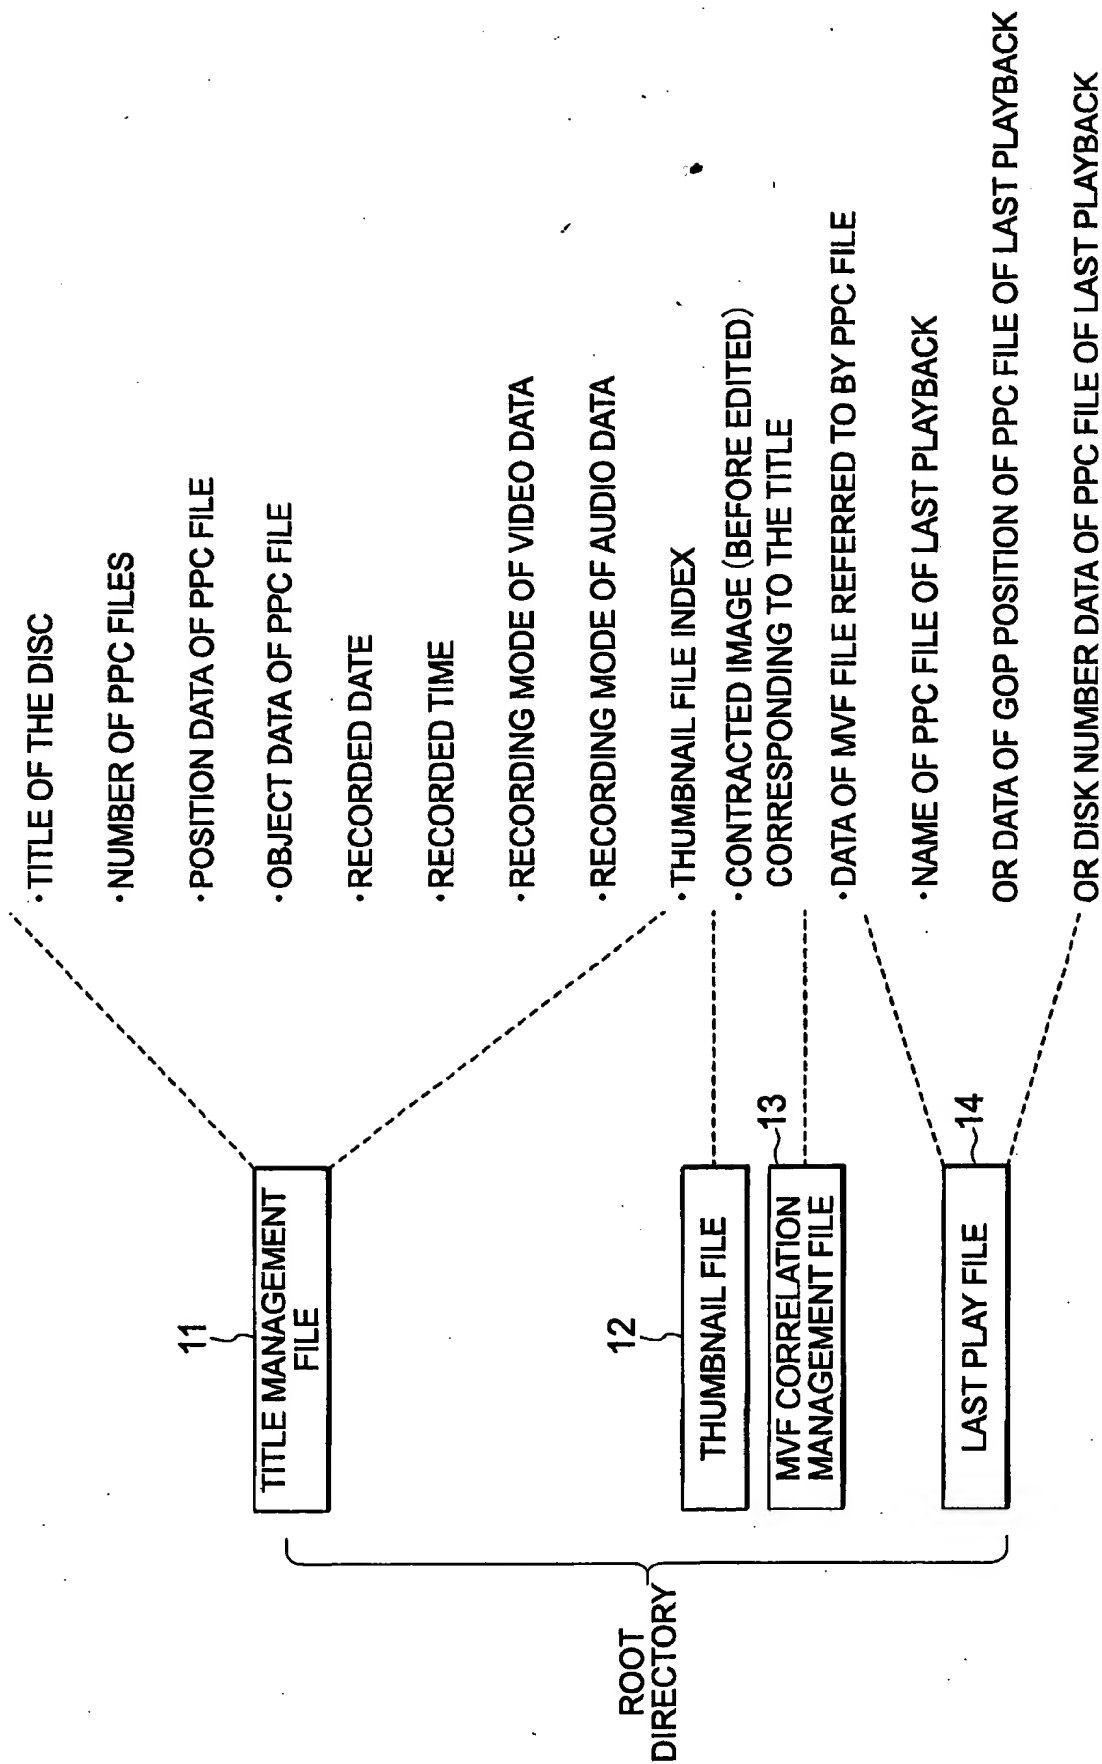 ROOT
DIRECTORY
11
TITLE MANAGEMENT
FILE
12
THUMBNAIL FILE
13
MVF CORRELATION
MANAGEMENT FILE
14
LAST PLAY FILE
•TITLE OF THE DISC
•NUMBER OF PPC FILES
•POSITION DATA OF PPC FILE
•OBJECT DATA OF PPC FILE
•RECORDED DATE
•RECORDED TIME
•RECORDING MODE OF VIDEO DATA
•RECORDING MODE OF AUDIO DATA
•THUMBNAIL FILE INDEX
•CONTRACTED IMAGE (BEFORE EDITED)
CORRESPONDING TO THE TITLE
•DATA OF MVF FILE REFERRED TO BY PPC FILE
•NAME OF PPC FILE OF LAST PLAYBACK
OR DATA OF GOP POSITION OF PPC FILE OF LAST PLAYBACK
OR DISK NUMBER DATA OF PPC FILE OF LAST PLAYBACK